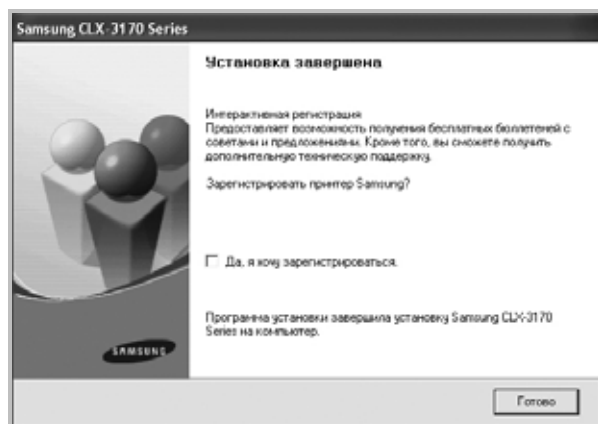 Samsung CLX-3170 Series
Установка завершена
Интерактивная регистрация
Предоставляет возможность получения бесплатных бюллетеней с
советами и предложениями. Кроме того, вы сможете получить
дополнительную техническую поддержку.
Зарегистрировать принтер Samsung?
Да, я хочу зарегистрироваться.
Программа установки завершила установку Samsung CLX-3170
Series на компьютер.
SAMSUNG
Готово